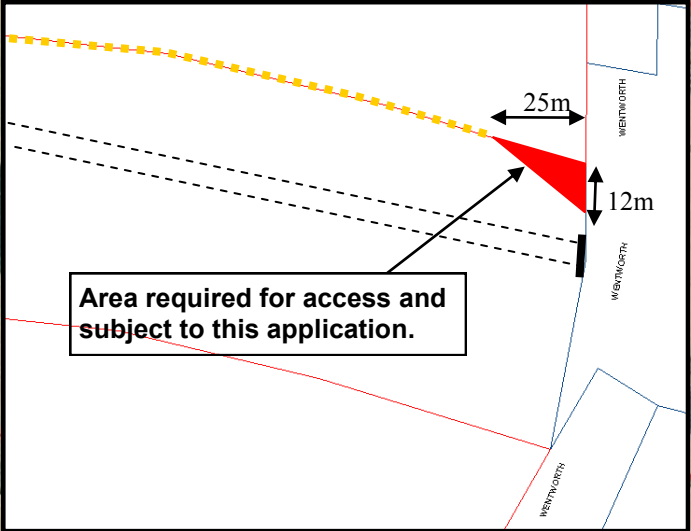 25m
WENTWORTH
12m
WENTWORTH
Area required for access and
subject to this application.
WENTWORTH